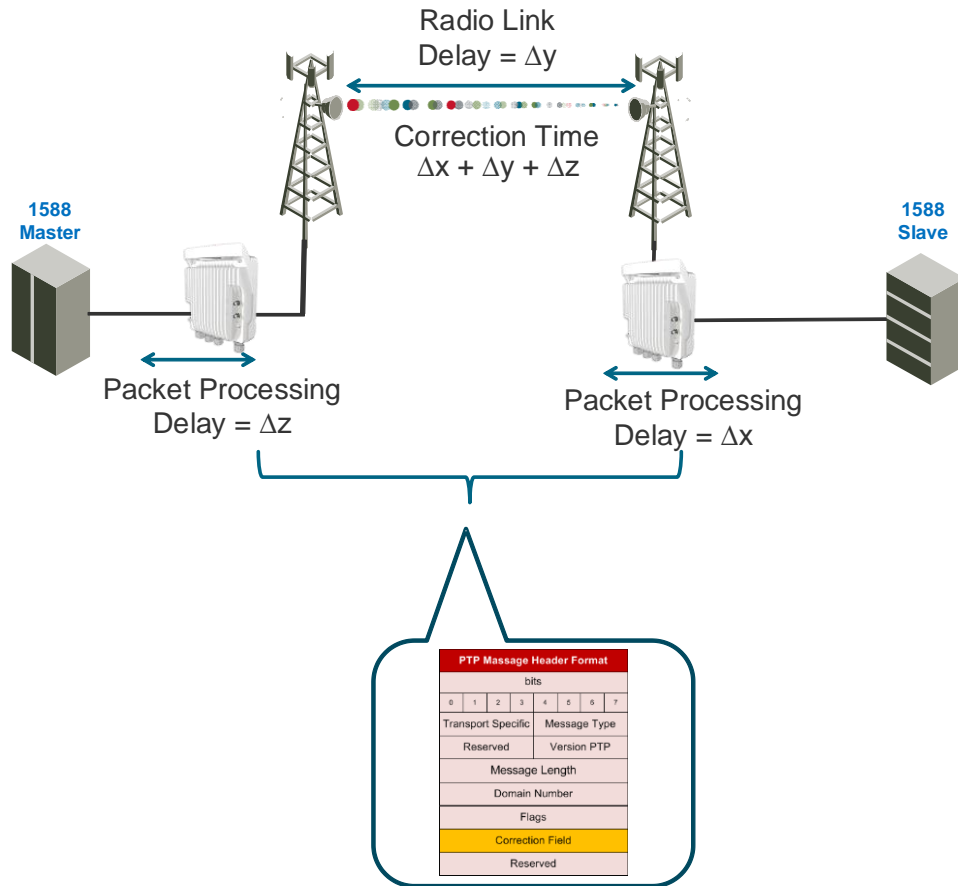 Radio Link
Delay = Δy
Correction Time
Δx + Δy + Δz
1588
Master
1588
Slave
Packet Processing
Delay = Δz
Packet Processing
Delay = Δx
PTP Massage Header Format
bits
0 1 2 3 4 5 6 7
Transport Specific Message Type
Reserved Version PTP
Message Length
Domain Number
Flags
Correction Field
Reserved